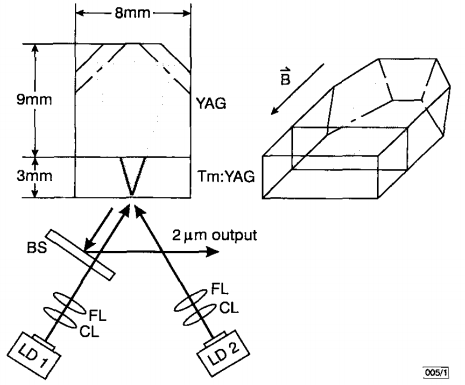 8mm
9mm
YAG
B
3mm
Tm:YAG
BS
2 μm output
FL
CL
FL
CL
LD 1
LD 2
005/1